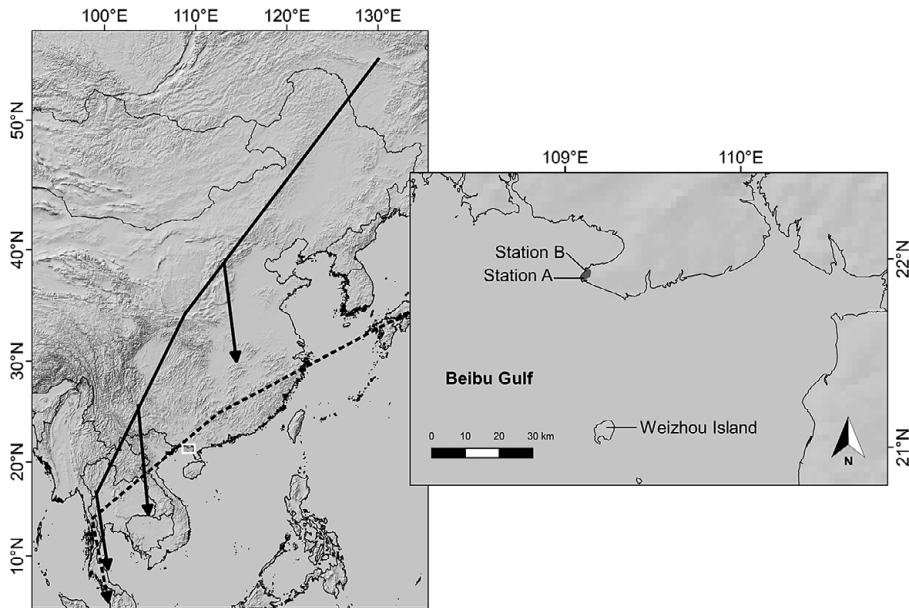 100°E 110°E 120°E 130°E
50°N
40°N
30°N
20°N
10°N
109°E 110°E
Station B
Station A
22°N
Beibu Gulf
Weizhou Island
0 10 20 30 km
N
21°N